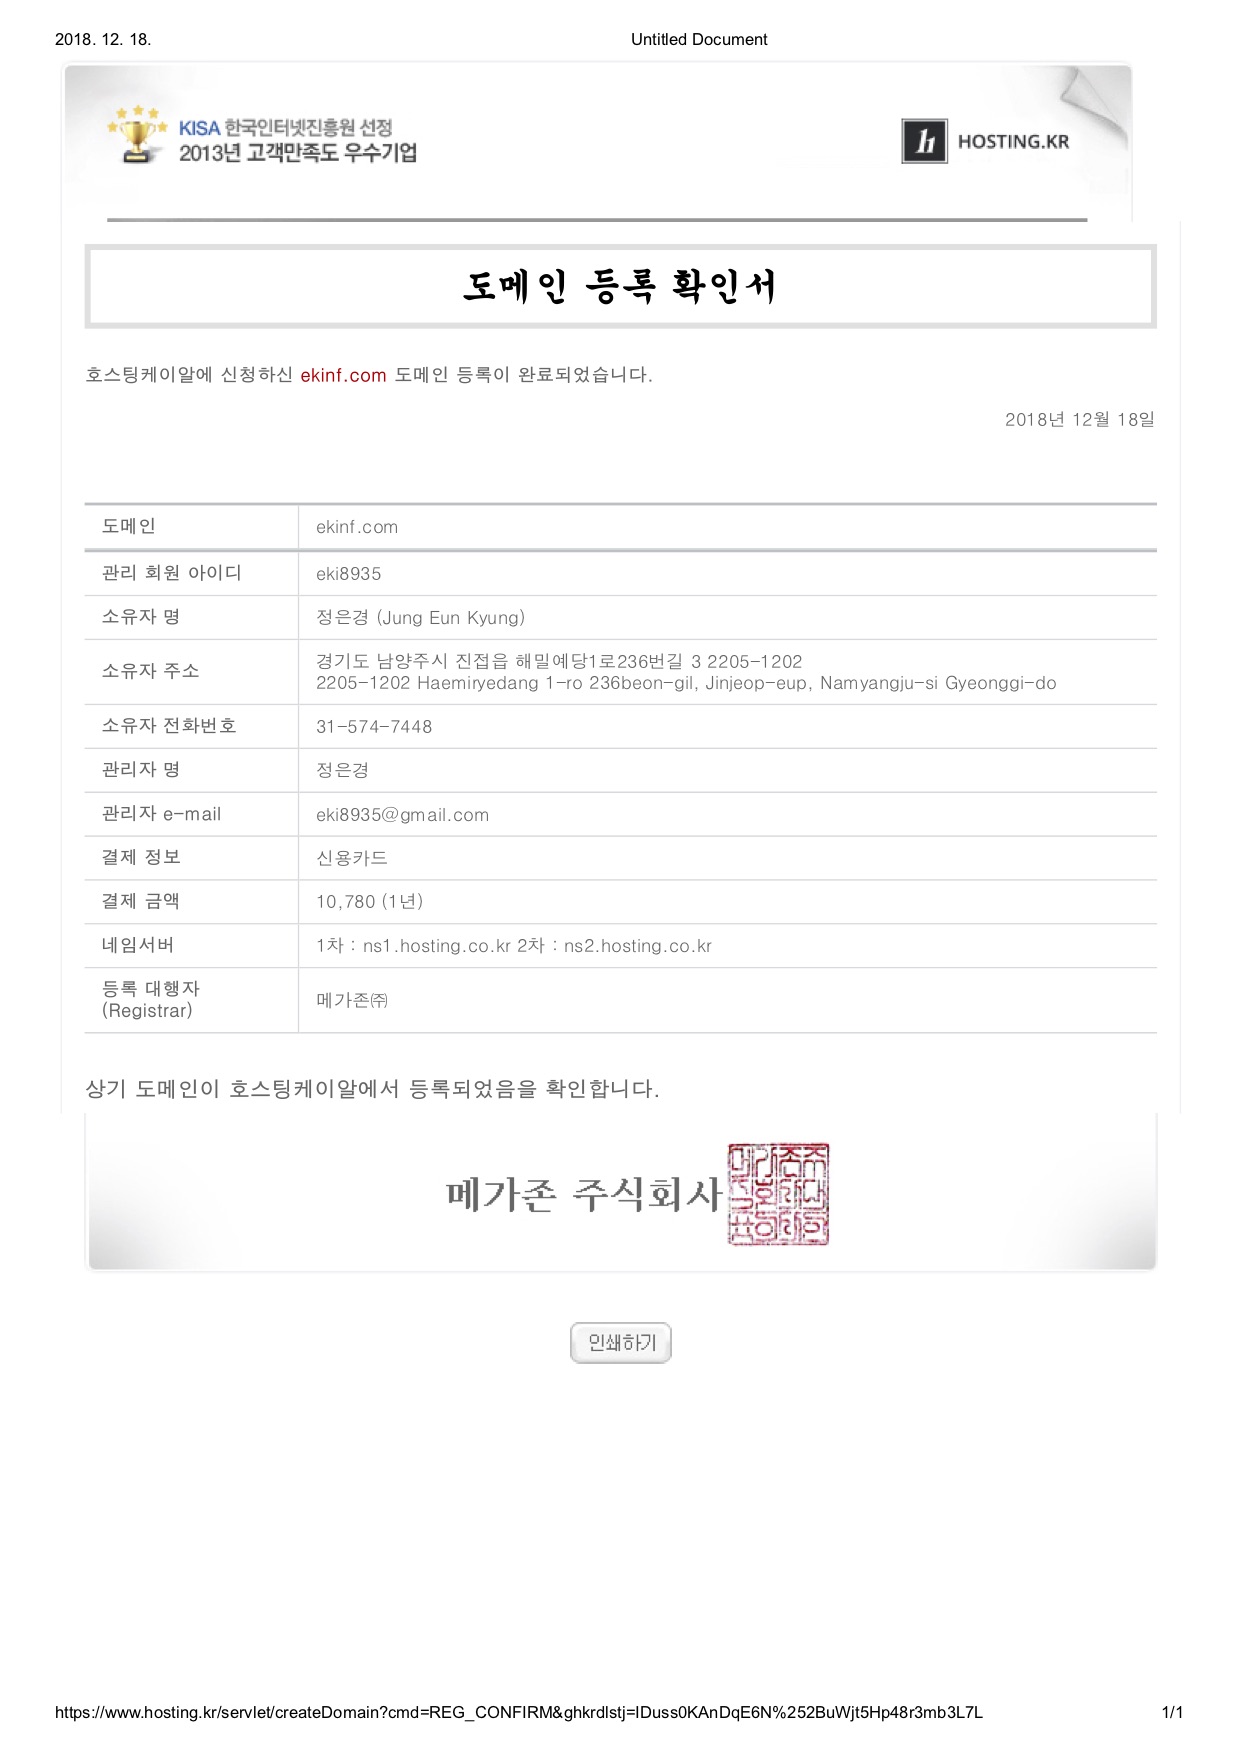 2018. 12. 18.
Untitled Document
KISA 한국인터넷진흥원 선정
2013년 고객만족도 우수기업
h HOSTING.KR
도메인 등록 확인서
호스팅케이알에 신청하신 ekinf.com 도메인 등록이 완료되었습니다.
2018년 12월 18일
도메인 ekinf.com
관리 회원 아이디 eki8935
소유자 명 정은경 (Jung Eun Kyung)
소유자 주소 경기도 남양주시 진접읍 해밀예당1로236번길 3 2205-1202
2205-1202 Haemiryedang 1-ro 236beon-gil, Jinjeop-eup, Namyangju-si Gyeonggi-do
소유자 전화번호 31-574-7448
관리자 명 정은경
관리자 e-mail eki8935@gmail.com
결제 정보 신용카드
결제 금액 10,780 (1년)
네임서버 1차 : ns1.hosting.co.kr 2차 : ns2.hosting.co.kr
등록 대행자
(Registrar) 메가존㈜
상기 도메인이 호스팅케이알에서 등록되었음을 확인합니다.
메가존 주식회사
인쇄하기
https://www.hosting.kr/servlet/createDomain?cmd=REG_CONFIRM&ghkrdlstj=IDuss0KAnDqE6N%252BuWjt5Hp48r3mb3L7L
1/1